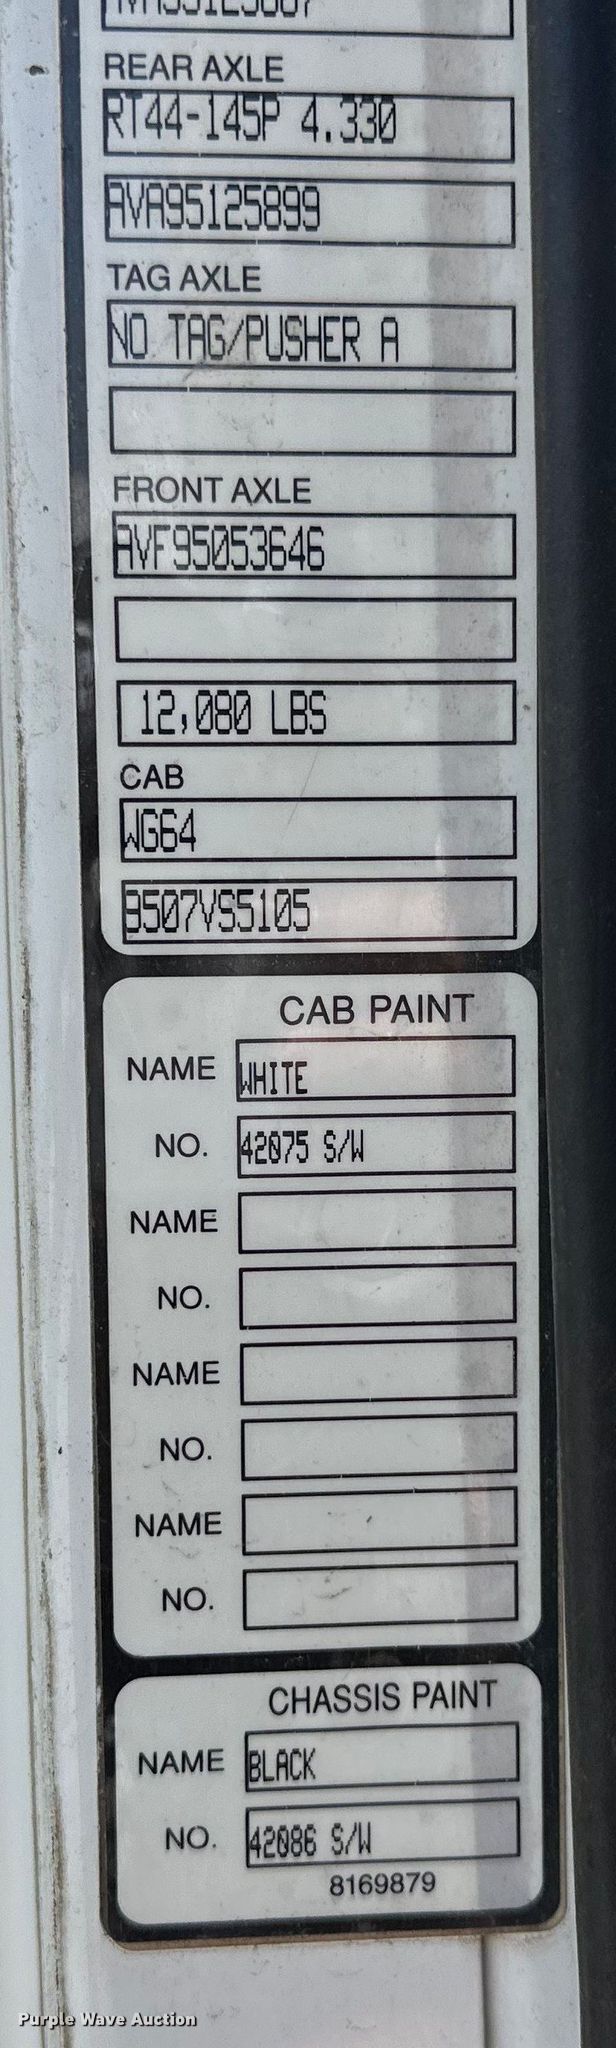 REAR AXLE
RT44-145P 4.330
AVA95125899
TAG AXLE
NO TAG/PUSHER A
FRONT AXLE
AVF95053646
12,080 LBS
CAB
WG64
B507VS5105
CAB PAINT
NAME WHITE
NO. 42075 S/W
NAME
NO.
NAME
NO.
NAME
NO.
CHASSIS PAINT
NAME BLACK
NO. 42086 S/W
8169879
Purple Wave Auction